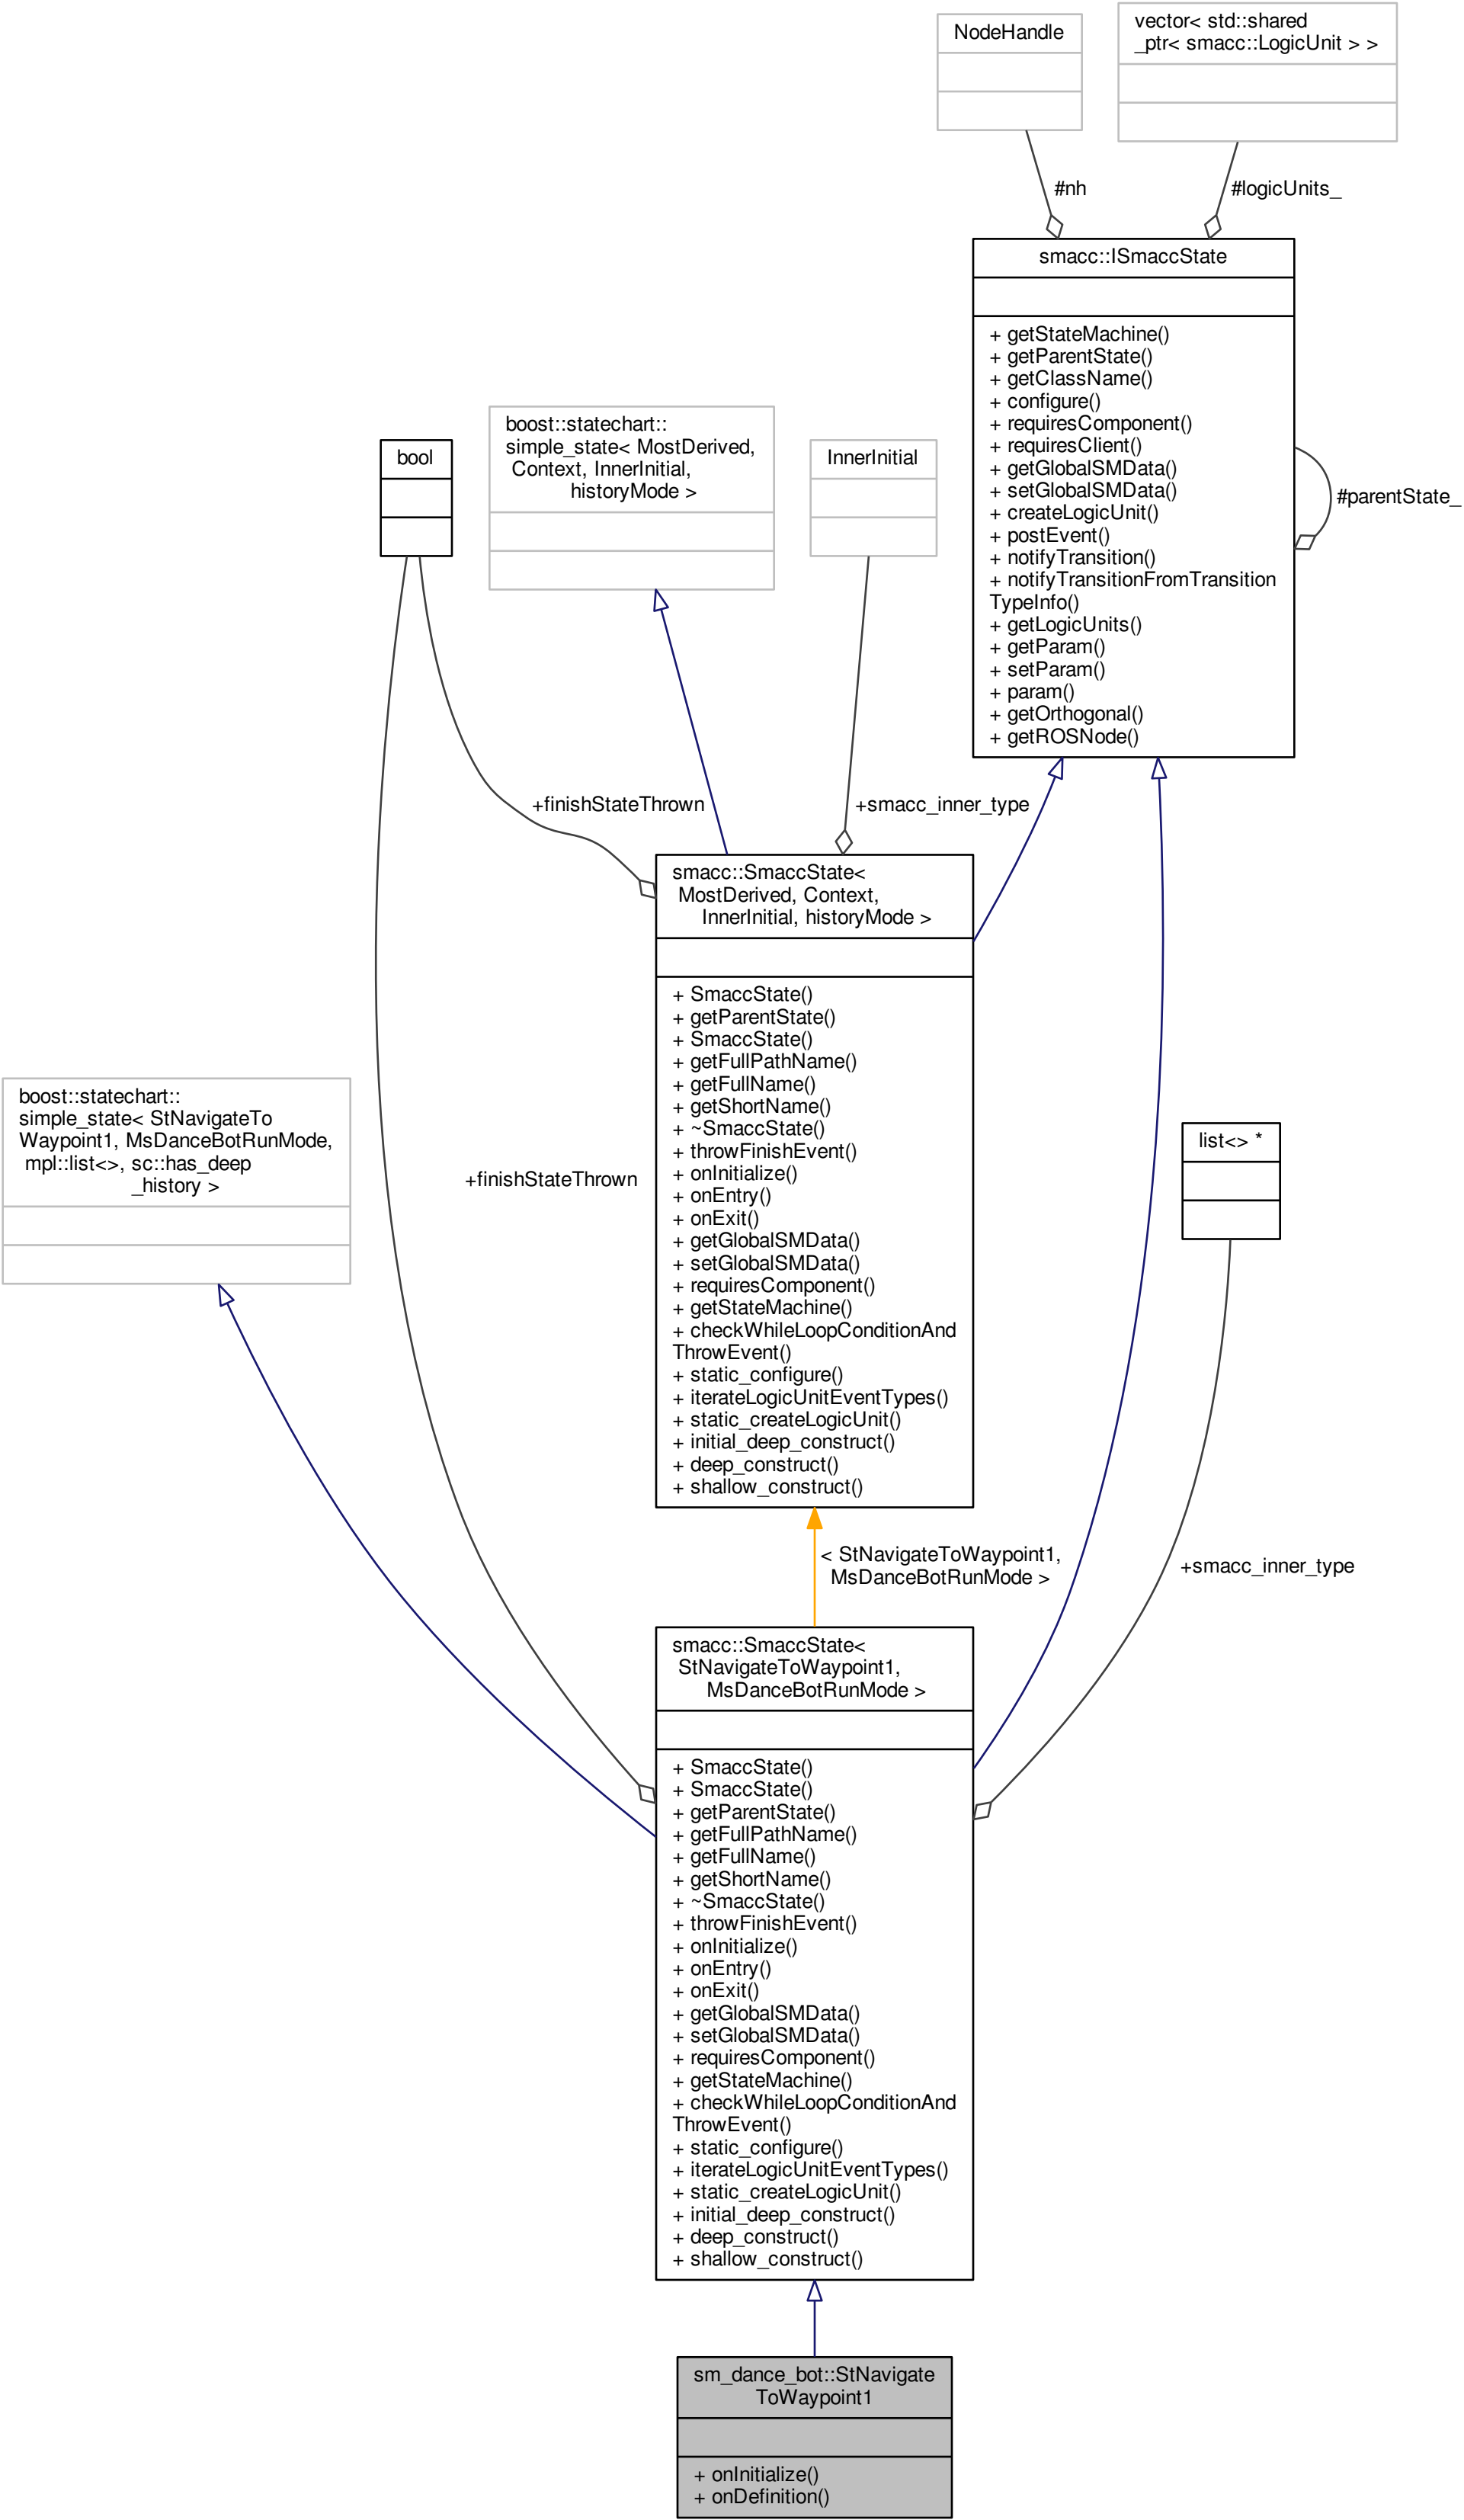 NodeHandle
vector< std::shared
_ptr< smacc::LogicUnit > >
#nh
#logicUnits_
smacc::ISmaccState
+ getStateMachine()
+ getParentState()
+ getClassName()
+ configure()
+ requiresComponent()
+ requiresClient()
+ getGlobalSMData()
+ setGlobalSMData()
+ createLogicUnit()
+ postEvent()
+ notifyTransition()
+ notifyTransitionFromTransition
TypeInfo()
+ getLogicUnits()
+ getParam()
+ setParam()
+ param()
+ getOrthogonal()
+ getROSNode()
#parentState_
boost::statechart::
simple_state< MostDerived,
Context, InnerInitial,
historyMode >
bool
InnerInitial
+finishStateThrown
+smacc_inner_type
smacc::SmaccState<
MostDerived, Context,
InnerInitial, historyMode >
+ SmaccState()
+ getParentState()
+ SmaccState()
+ getFullPathName()
+ getFullName()
+ getShortName()
+ ~SmaccState()
+ throwFinishEvent()
+ onInitialize()
+ onEntry()
+ onExit()
+ getGlobalSMData()
+ setGlobalSMData()
+ requiresComponent()
+ getStateMachine()
+ checkWhileLoopConditionAnd
ThrowEvent()
+ static_configure()
+ iterateLogicUnitEventTypes()
+ static_createLogicUnit()
+ initial_deep_construct()
+ deep_construct()
+ shallow_construct()
boost::statechart::
simple_state< StNavigateTo
Waypoint1, MsDanceBotRunMode,
mpl::list<>, sc::has_deep
_history >
+finishStateThrown
list<> *
< StNavigateToWaypoint1,
MsDanceBotRunMode >
+smacc_inner_type
smacc::SmaccState<
StNavigateToWaypoint1,
MsDanceBotRunMode >
+ SmaccState()
+ SmaccState()
+ getParentState()
+ getFullPathName()
+ getFullName()
+ getShortName()
+ ~SmaccState()
+ throwFinishEvent()
+ onInitialize()
+ onEntry()
+ onExit()
+ getGlobalSMData()
+ setGlobalSMData()
+ requiresComponent()
+ getStateMachine()
+ checkWhileLoopConditionAnd
ThrowEvent()
+ static_configure()
+ iterateLogicUnitEventTypes()
+ static_createLogicUnit()
+ initial_deep_construct()
+ deep_construct()
+ shallow_construct()
sm_dance_bot::StNavigate
ToWaypoint1
+ onInitialize()
+ onDefinition()